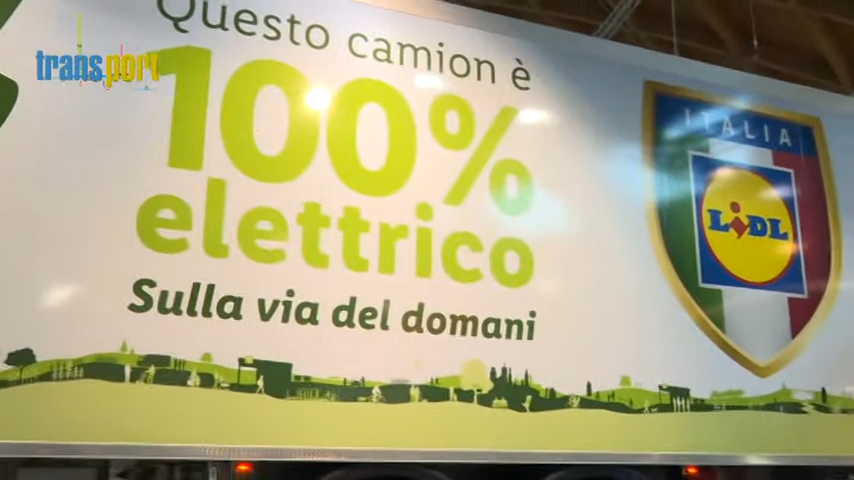 Questo camion è
transport
100%
elettrico
Sulla via del domani
ITALIA
LIDL